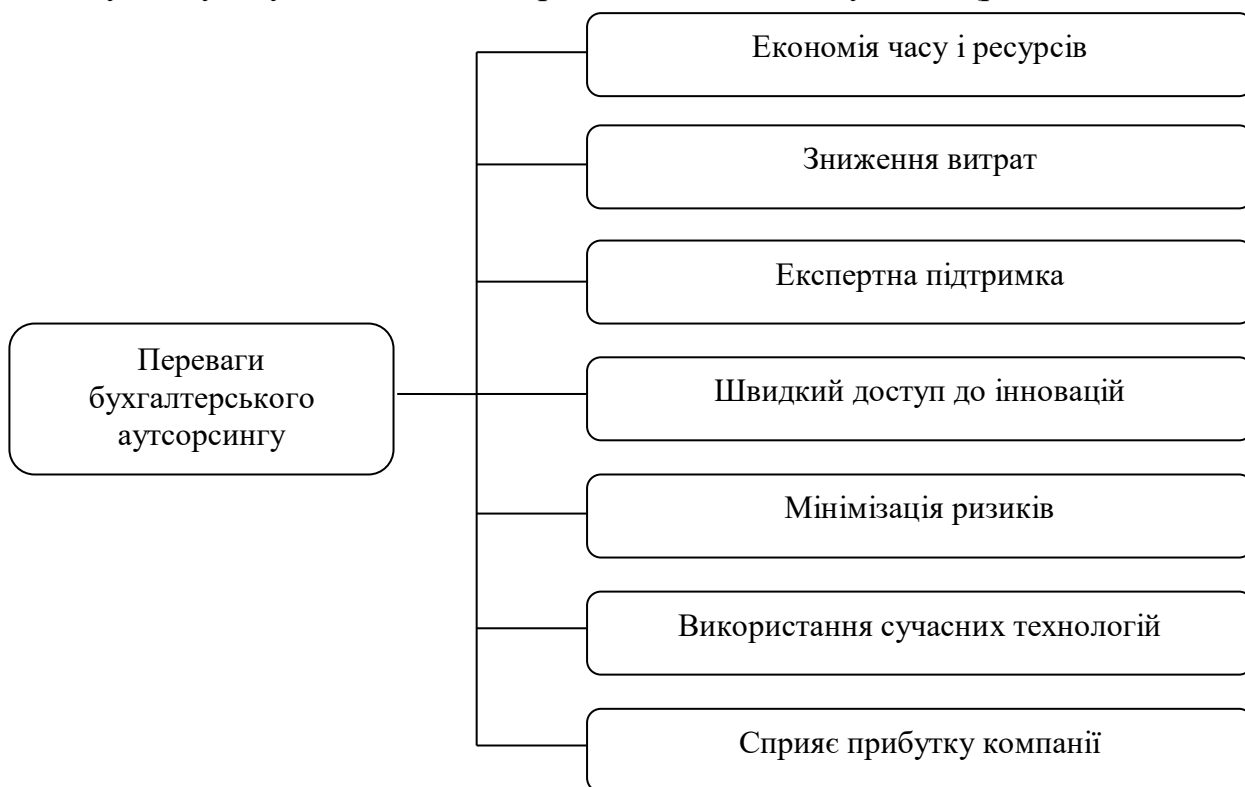 Економія часу і ресурсів
Зниження витрат
Експертна підтримка
Переваги
бухгалтерського
аутсорсингу
Швидкий доступ до інновацій
Мінімізація ризиків
Використання сучасних технологій
Сприяє прибутку компанії